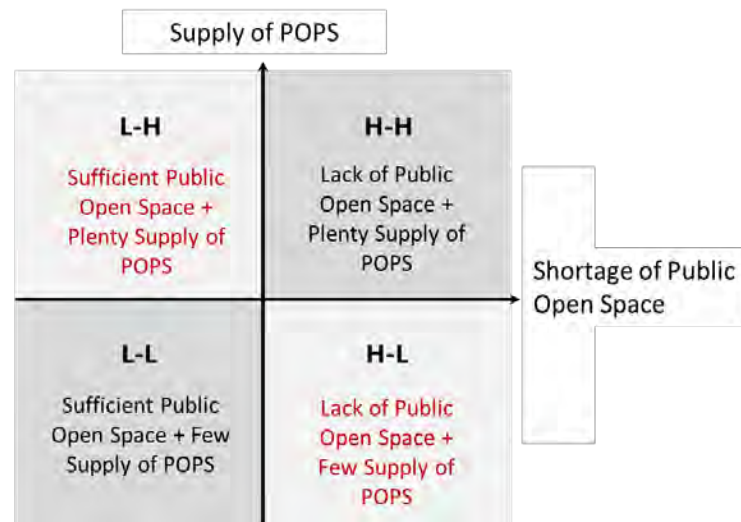 Supply of POPS
L-H
Sufficient Public
Open Space +
Plenty Supply of
POPS
H-H
Lack of Public
Open Space +
Plenty Supply of
POPS
Shortage of Public
Open Space
L-L
Sufficient Public
Open Space + Few
Supply of POPS
H-L
Lack of Public
Open Space +
Few Supply of
POPS